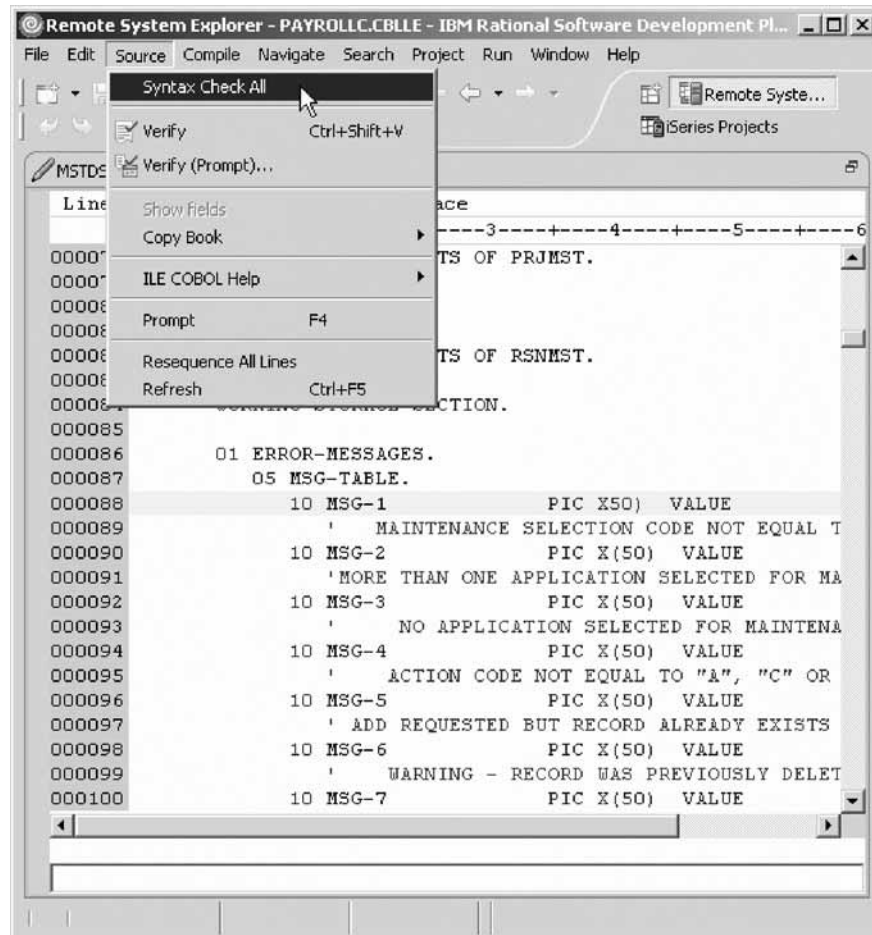 Remote System Explorer - PAYROLLC.CBLLE - IBM Rational Software Development Pl...
File Edit Source Compile Navigate Search Project Run Window Help
Syntax Check All
Remote Syste...
Verify Ctrl+Shift+V
iSeries Projects
MSTDS
Verify (Prompt)...
Line
ace
Show fields
----3----+----4----+----5----+----6
Copy Book
TS OF PRJMST.
ILE COBOL Help
Prompt F4
TS OF RSNMST.
Resequence All Lines
Refresh Ctrl+F5
000085
000086 01 ERROR-MESSAGES.
000087 05 MSG-TABLE.
000088 10 MSG-1 PIC X50) VALUE
000089 ' MAINTENANCE SELECTION CODE NOT EQUAL T
000090 10 MSG-2 PIC X(50) VALUE
000091 'MORE THAN ONE APPLICATION SELECTED FOR MA
000092 10 MSG-3 PIC X(50) VALUE
000093 ' NO APPLICATION SELECTED FOR MAINTENA
000094 10 MSG-4 PIC X(50) VALUE
000095 ' ACTION CODE NOT EQUAL TO "A", "C" OR
000096 10 MSG-5 PIC X(50) VALUE
000097 ' ADD REQUESTED BUT RECORD ALREADY EXISTS
000098 10 MSG-6 PIC X(50) VALUE
000099 ' WARNING - RECORD WAS PREVIOUSLY DELET
000100 10 MSG-7 PIC X(50) VALUE